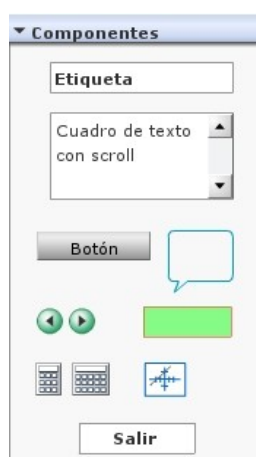 Componentes
Etiqueta
Cuadro de texto
con scroll
Botón
Salir